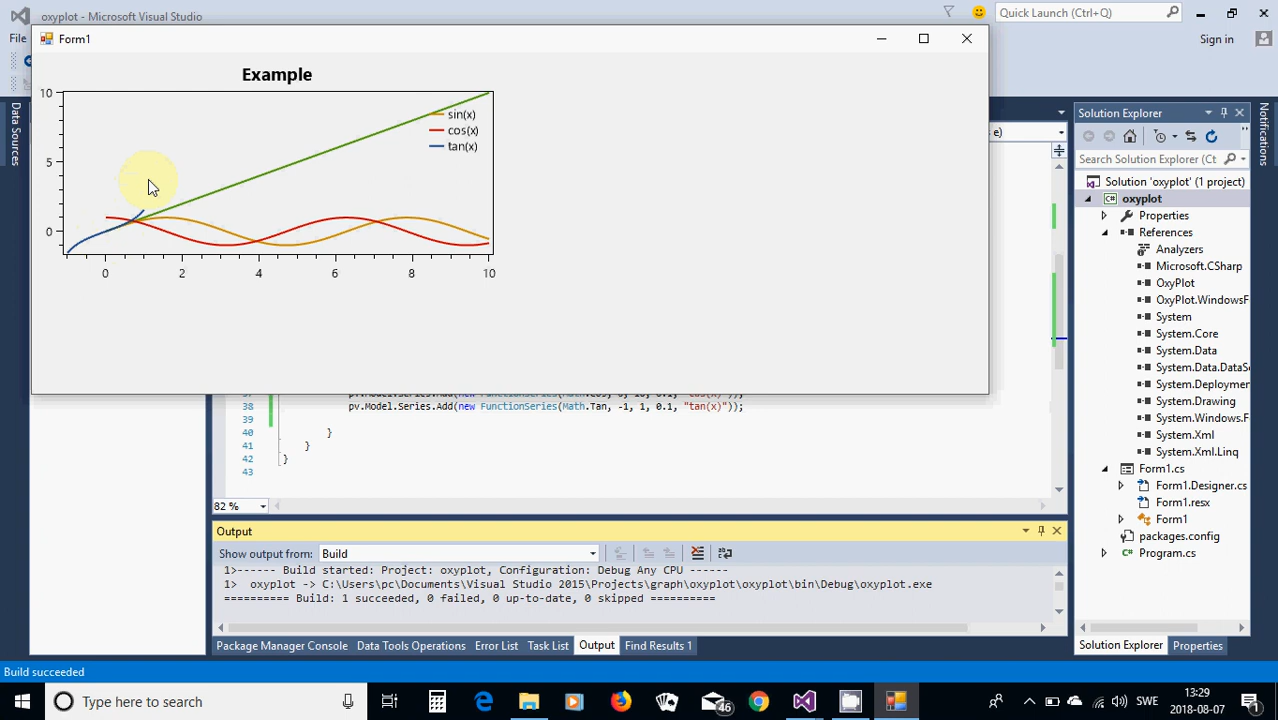 oxyplot - Microsoft Visual Studio
Quick Launch (Ctrl+Q)
File
Sign in
Form1
Example
10
5
0
0 2 4 6 8 10
sin(x)
cos(x)
tan(x)
Data Sources
Notifications
e)
38 pv.Model.Series.Add(new FunctionSeries(Math.Tan, -1, 1, 0.1, "tan(x)"));
39
40 }
41 }
42 }
43
82 %
Output
Show output from: Build
1>------ Build started: Project: oxyplot, Configuration: Debug Any CPU ------
1> oxyplot -> C:\Users\pc\Documents\Visual Studio 2015\Projects\graph\oxyplot\oxyplot\bin\Debug\oxyplot.exe
========== Build: 1 succeeded, 0 failed, 0 up-to-date, 0 skipped ==========
Package Manager Console Data Tools Operations Error List Task List Output Find Results 1
Solution Explorer
Search Solution Explorer (Ct
Solution 'oxyplot' (1 project)
oxyplot
Properties
References
Analyzers
Microsoft.CSharp
OxyPlot
OxyPlot.WindowsF
System
System.Core
System.Data
System.Data.DataS
System.Deploymen
System.Drawing
System.Windows.F
System.Xml
System.Xml.Linq
Form1.cs
Form1.Designer.cs
Form1.resx
Form1
packages.config
Program.cs
Solution Explorer Properties
Build succeeded
Type here to search
46
SWE
13:29
2018-08-07
1